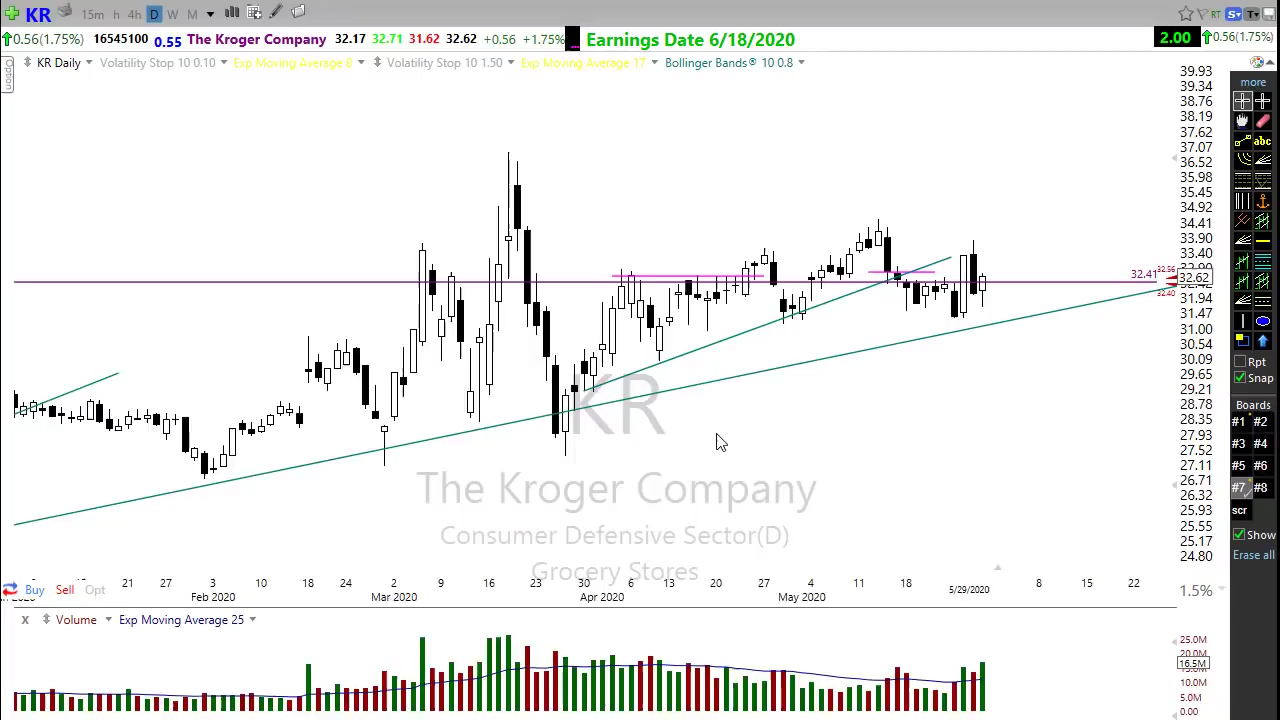 KR 15m h 4h D W M RT S T
0.56(1.75%) 16545100 0.55 The Kroger Company 32.17 32.71 31.62 32.62 +0.56 +1.75% Earnings Date 6/18/2020 2.00 0.56(1.75%)
Option KR Daily Volatility Stop 10 0.10 Exp Moving Average 8 Volatility Stop 10 1.50 Exp Moving Average 17 Bollinger Bands® 10 0.8
39.93
39.34
38.76
38.19
37.62
37.07
36.52
35.98
35.45
34.92
34.41
33.90
32.41 32.56 32.62
32.40
31.94
31.47
31.00
30.54
30.09
29.65
29.21
28.78
28.35
27.93
27.52
27.11
26.71
26.32
25.93
25.55
25.17
24.80
KR
The Kroger Company
Consumer Defensive Sector(D)
Grocery Stores
21 27 3 10 18 24 2 9 16 23 30 6 13 20 27 4 11 18 8 15 22
Feb 2020 Mar 2020 Apr 2020 May 2020 5/29/2020
Buy Sell Opt 1.5%
x Volume Exp Moving Average 25
25.0M
20.0M
16.5M
10.0M
5.0M
0.00
more
abc
Rpt
Snap
Boards
#1 #2
#3 #4
#5 #6
#7 #8
scr
Show
Erase all